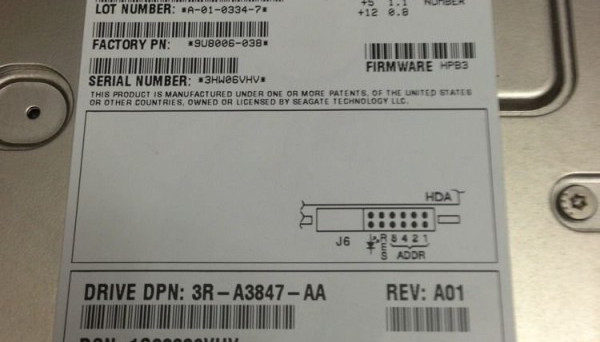 LOT NUMBER: *A-01-0334-7*
+5 1.1 NUMBER
+12 0.8
FACTORY PN: *9U8006-038*
SERIAL NUMBER: *3HW06VHV*
FIRMWARE HPB3
THIS PRODUCT IS MANUFACTURED UNDER ONE OR MORE PATENTS, OF THE UNITED STATES
OR OTHER COUNTRIES, OWNED OR LICENSED BY SEAGATE TECHNOLOGY LLC.
HDA
J6
RES
8 4 2 1
ADDR
DRIVE DPN: 3R-A3847-AA
REV: A01